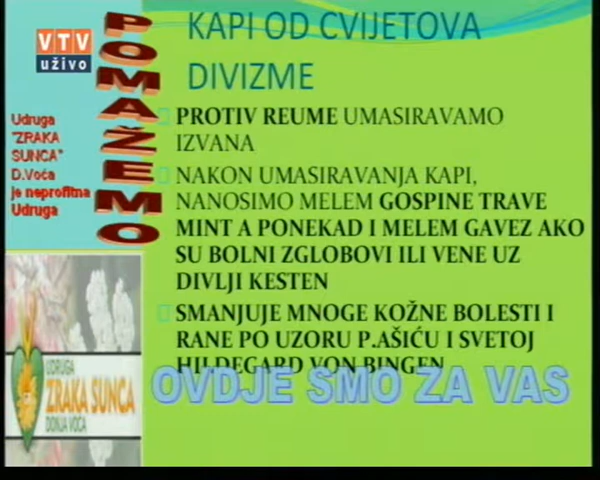 VTV
uživo
POMAŽEMO
Udruga
"ZRAKA
SUNCA"
D.Voća
je neprofitna
Udruga
KAPI OD CVIJETOVA
DIVIZME
PROTIV REUME UMASIRAVAMO
IZVANA
NAKON UMASIRAVANJA KAPI,
NANOSIMO MELEM GOSPINE TRAVE
MINT A PONEKAD I MELEM GAVEZ AKO
SU BOLNI ZGLOBOVI ILI VENE UZ
DIVLJI KESTEN
SMANJUJE MNOGE KOŽNE BOLESTI I
RANE PO UZORU P.AŠIĆU I SVETOJ
HILDEGARD VON BINGEN
OVDJE SMO ZA VAS
UDRUGA
ZRAKA SUNCA
DONJA VOĆA